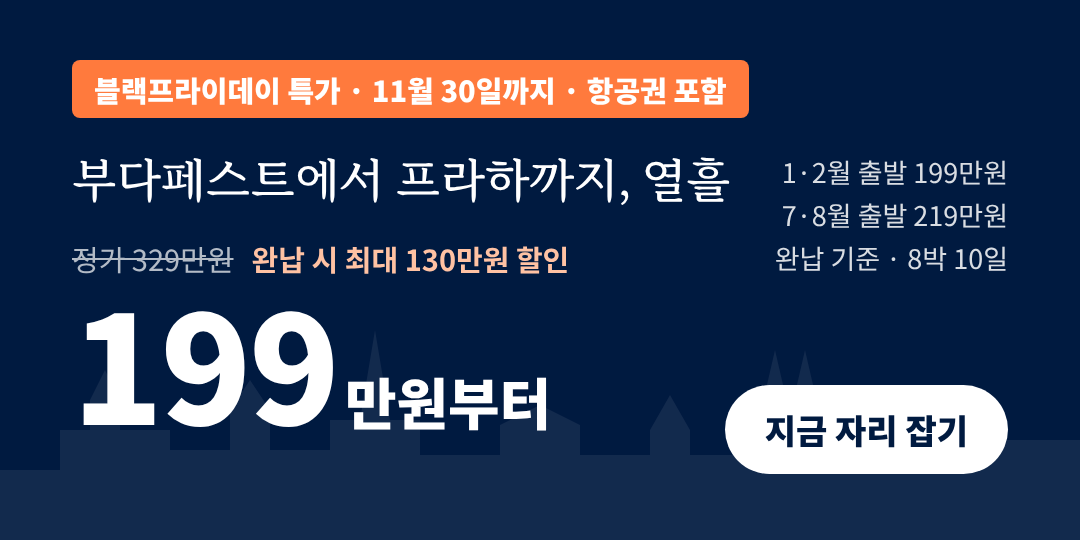 블랙프라이데이 특가 · 11월 30일까지 · 항공권 포함
부다페스트에서 프라하까지, 열흘
정가 329만원 완납 시 최대 130만원 할인
199만원부터
1·2월 출발 199만원
7·8월 출발 219만원
완납 기준 · 8박 10일
지금 자리 잡기